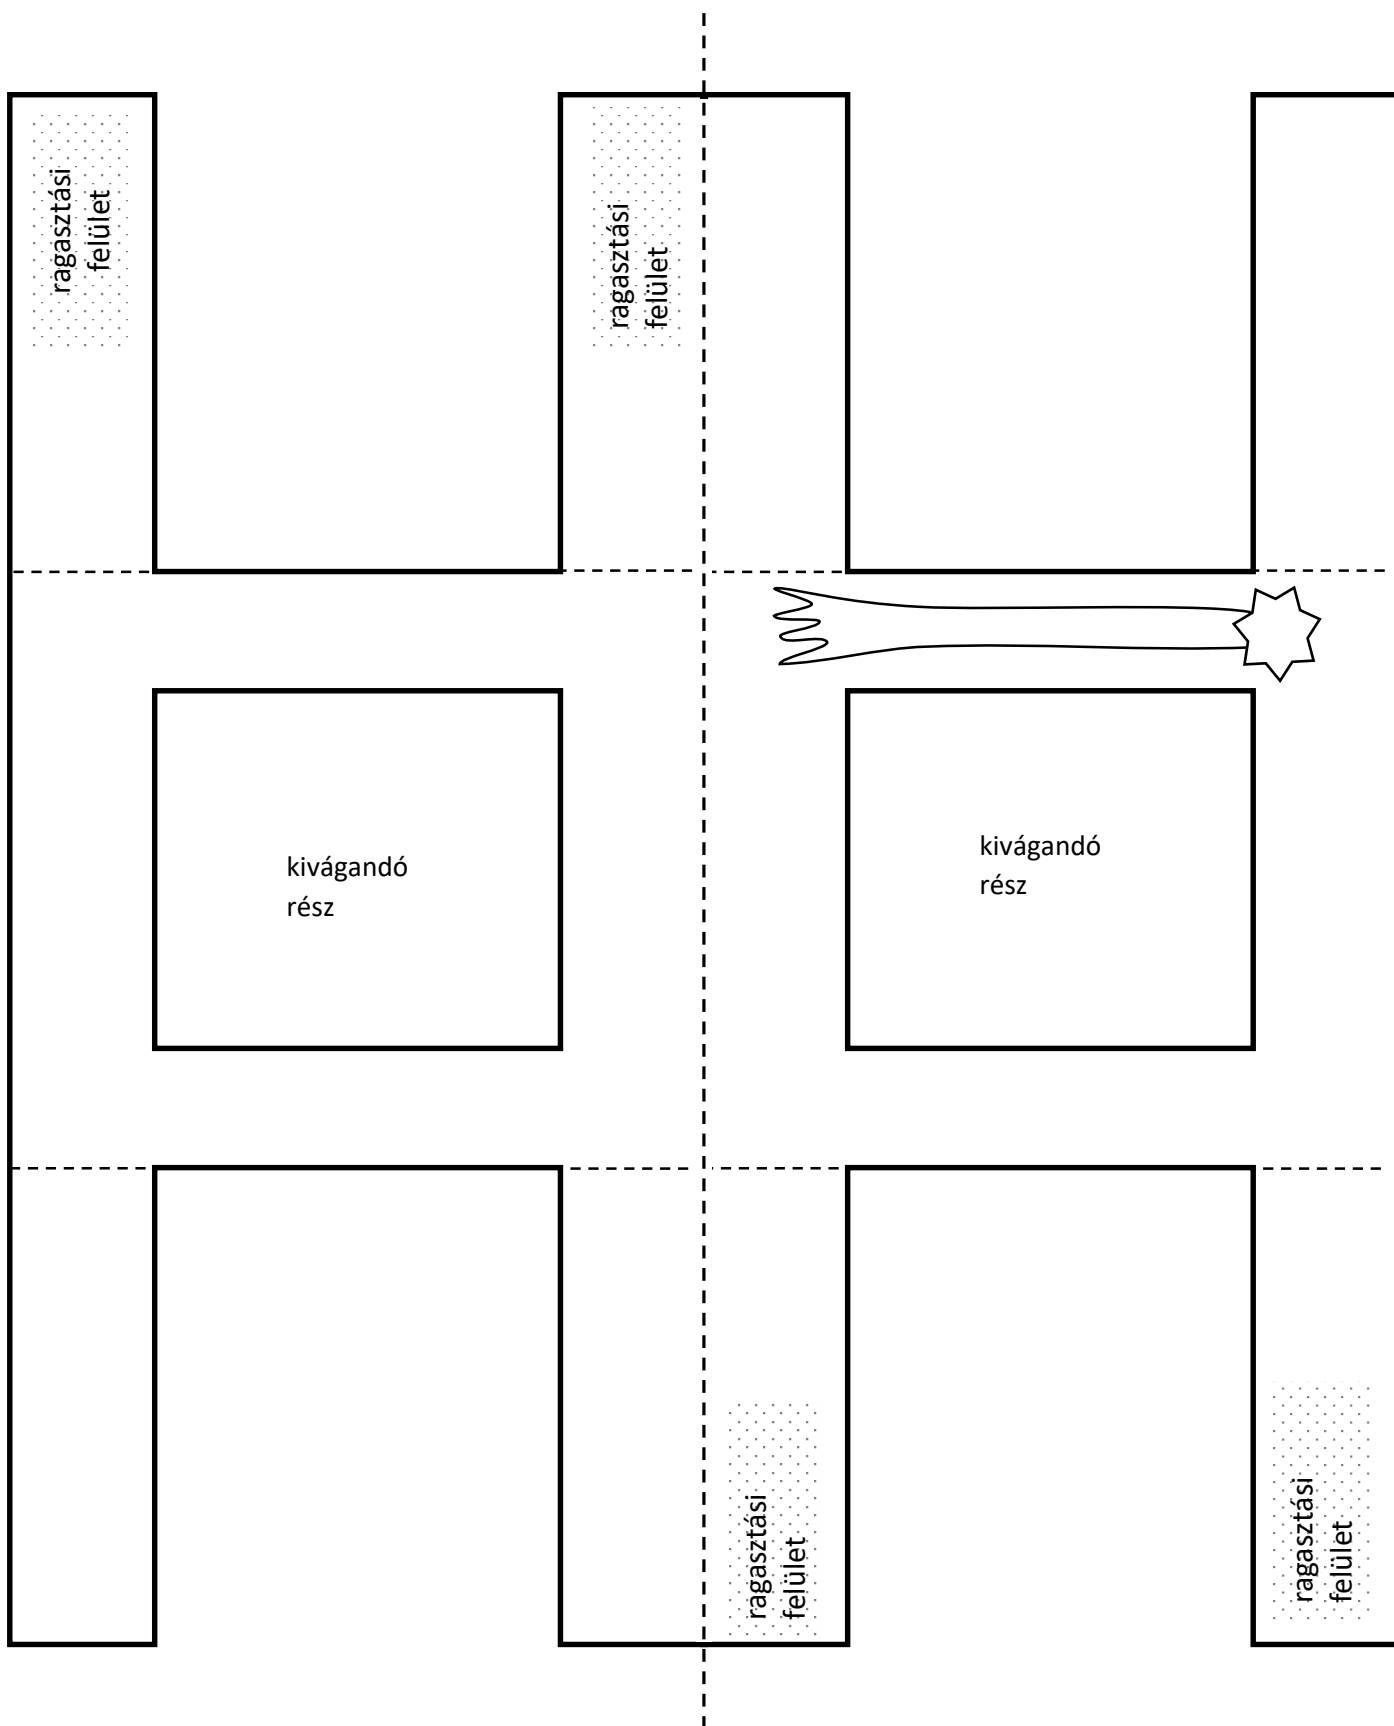 ragasztási
felület
ragasztási
felület
kivágandó
rész
kivágandó
rész
ragasztási
felület
ragasztási
felület